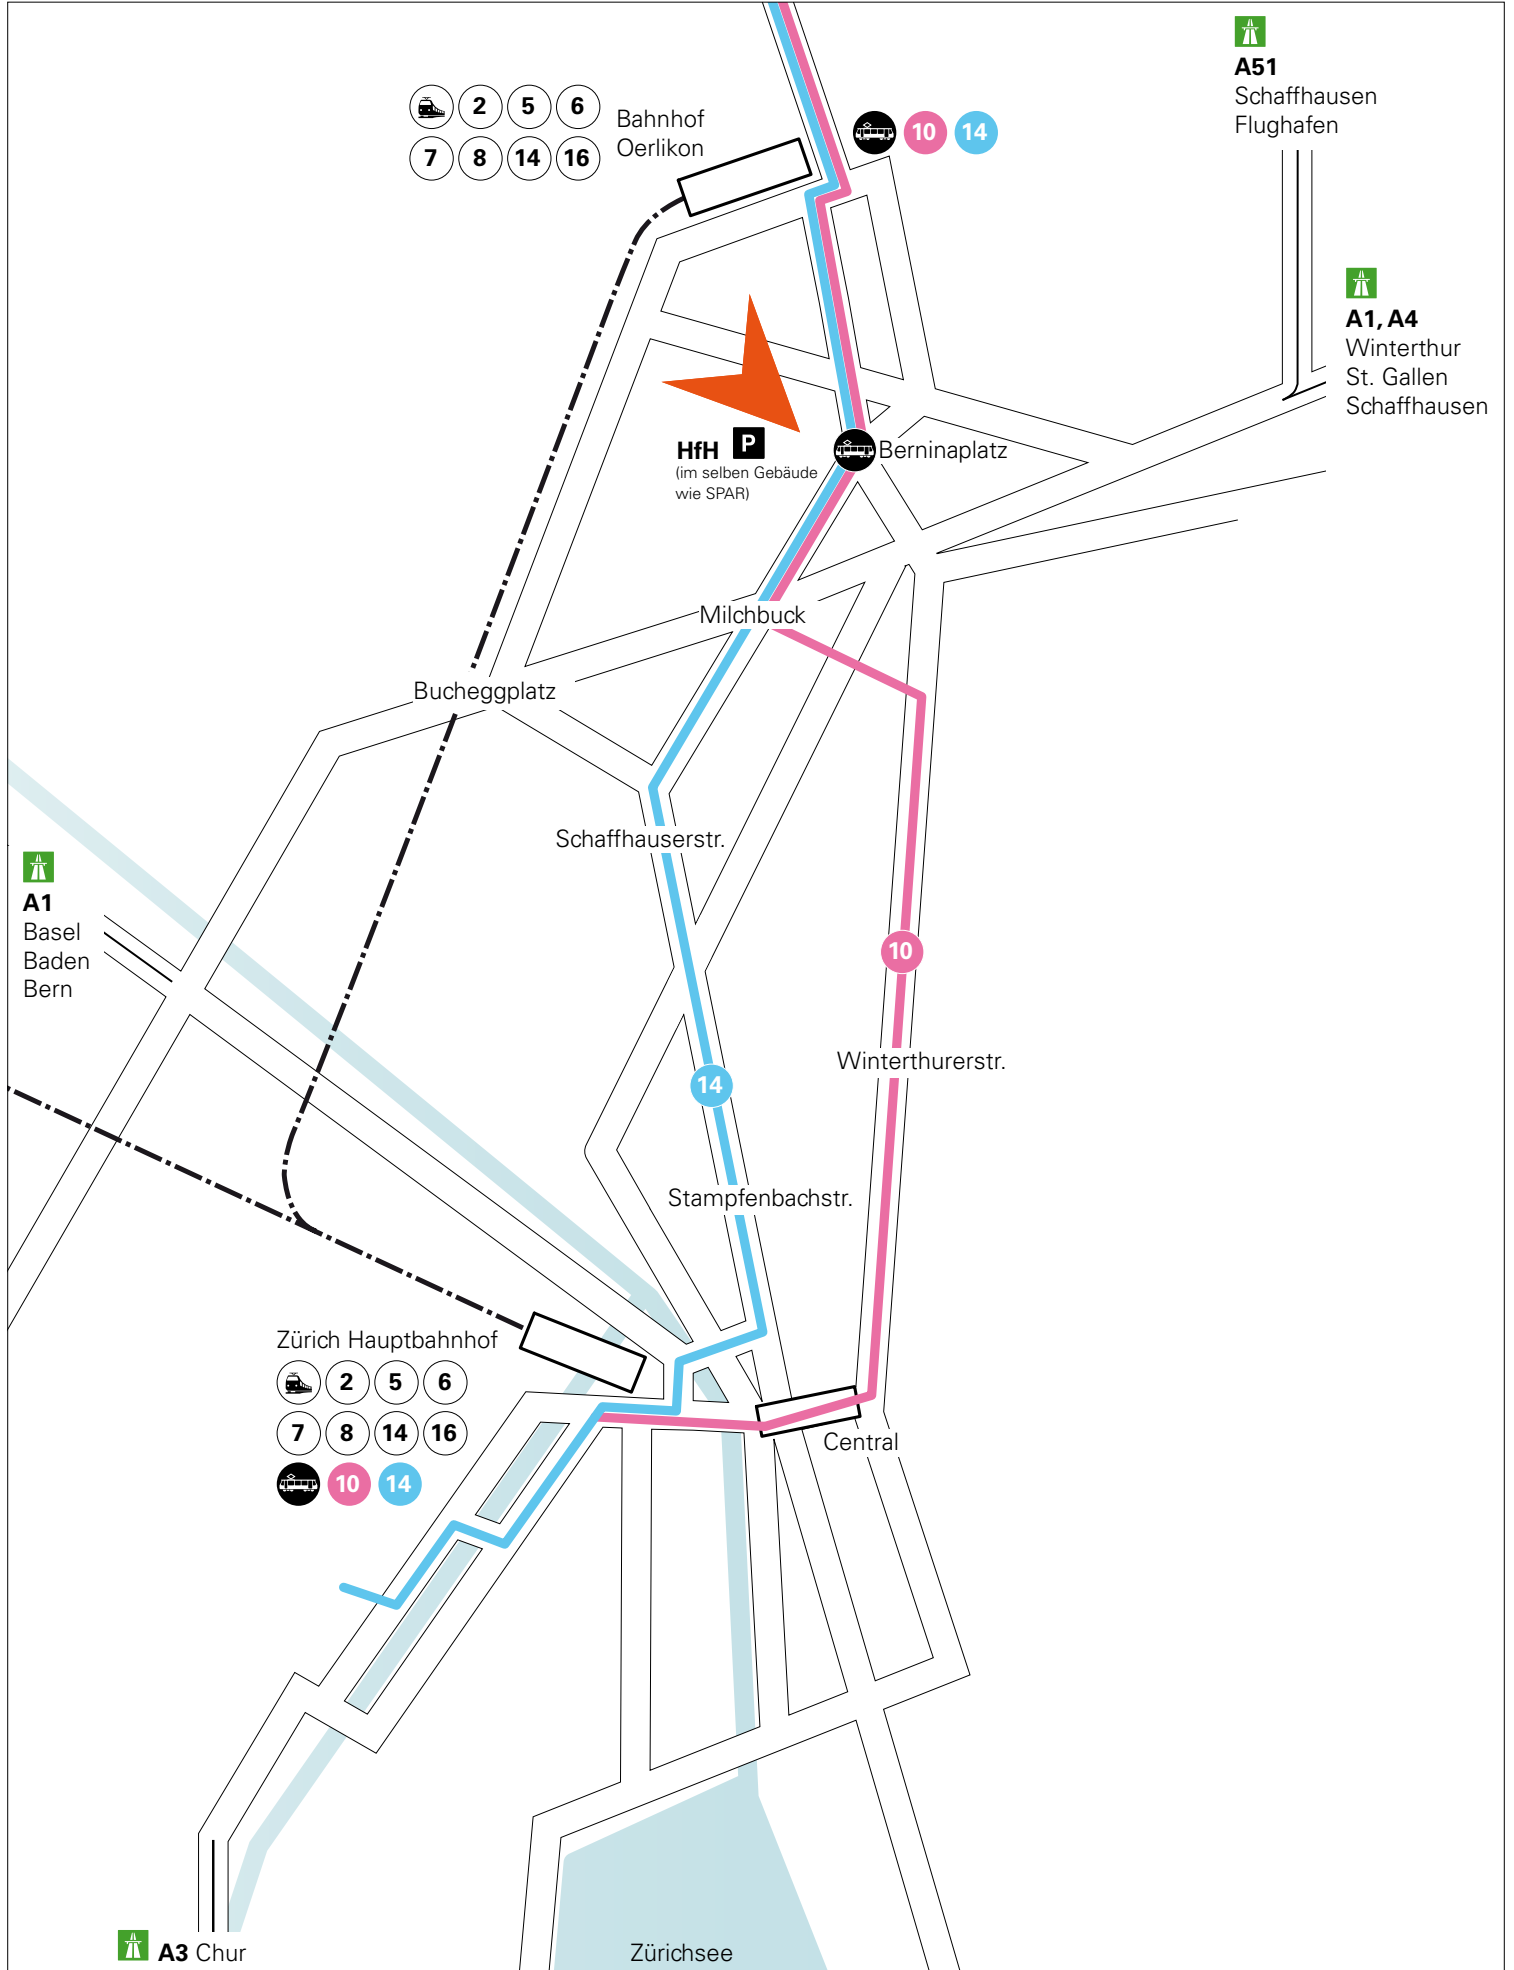 A51
Schaffhausen
Flughafen
2 5 6
7 8 14 16
Bahnhof
Oerlikon
10 14
A1, A4
Winterthur
St. Gallen
Schaffhausen
HfH P
(im selben Gebäude
wie SPAR)
Berninaplatz
Milchbuck
Bucheggplatz
Schaffhauserstr.
A1
Basel
Baden
Bern
10
Winterthurerstr.
14
Stampfenbachstr.
Zürich Hauptbahnhof
2 5 6
7 8 14 16
10 14
Central
A3 Chur
Zürichsee